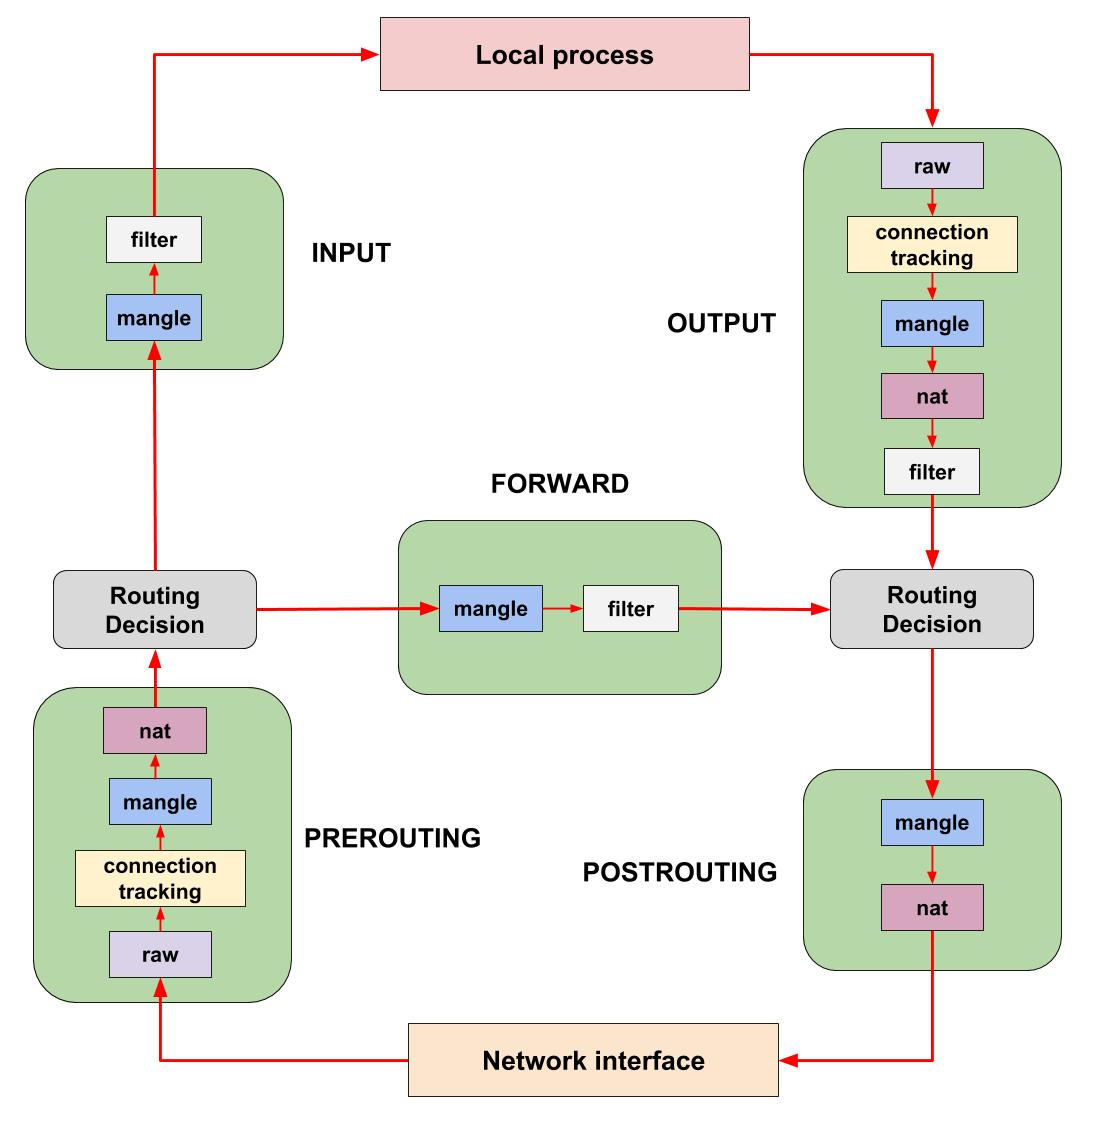 Local process
raw
connection
tracking
mangle
nat
filter
OUTPUT
filter
mangle
INPUT
FORWARD
mangle
filter
Routing
Decision
Routing
Decision
nat
mangle
connection
tracking
raw
PREROUTING
POSTROUTING
mangle
nat
Network interface